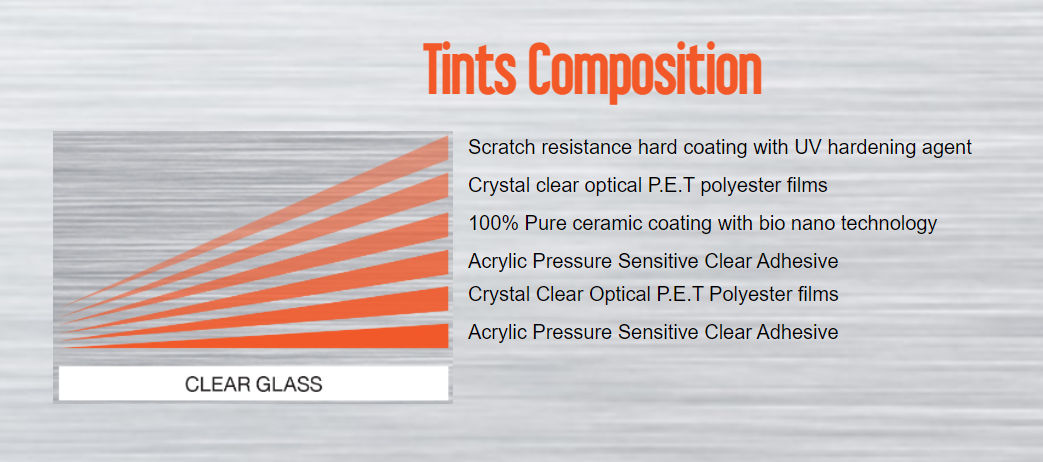 Tints Composition
Scratch resistance hard coating with UV hardening agent
Crystal clear optical P.E.T polyester films
100% Pure ceramic coating with bio nano technology
Acrylic Pressure Sensitive Clear Adhesive
Crystal Clear Optical P.E.T Polyester films
Acrylic Pressure Sensitive Clear Adhesive
CLEAR GLASS